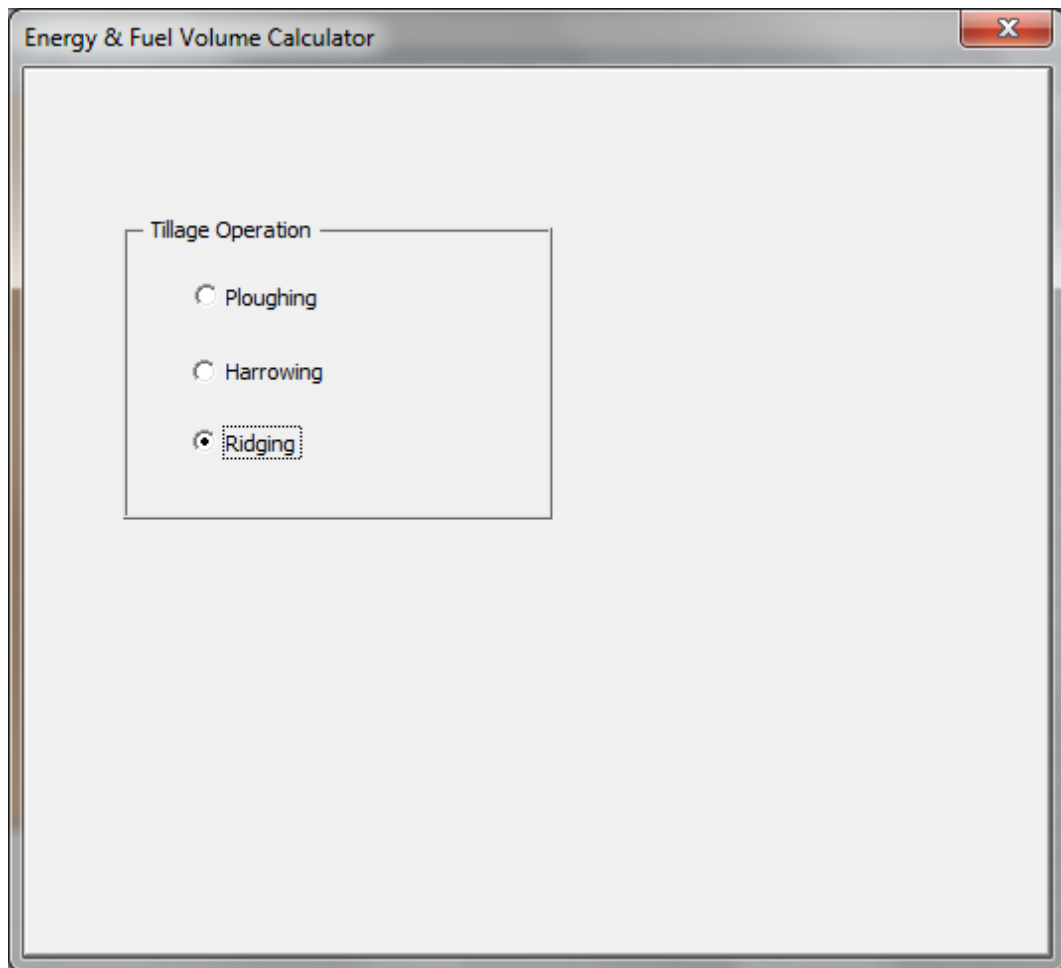 Energy & Fuel Volume Calculator
Tillage Operation
Ploughing
Harrowing
Ridging